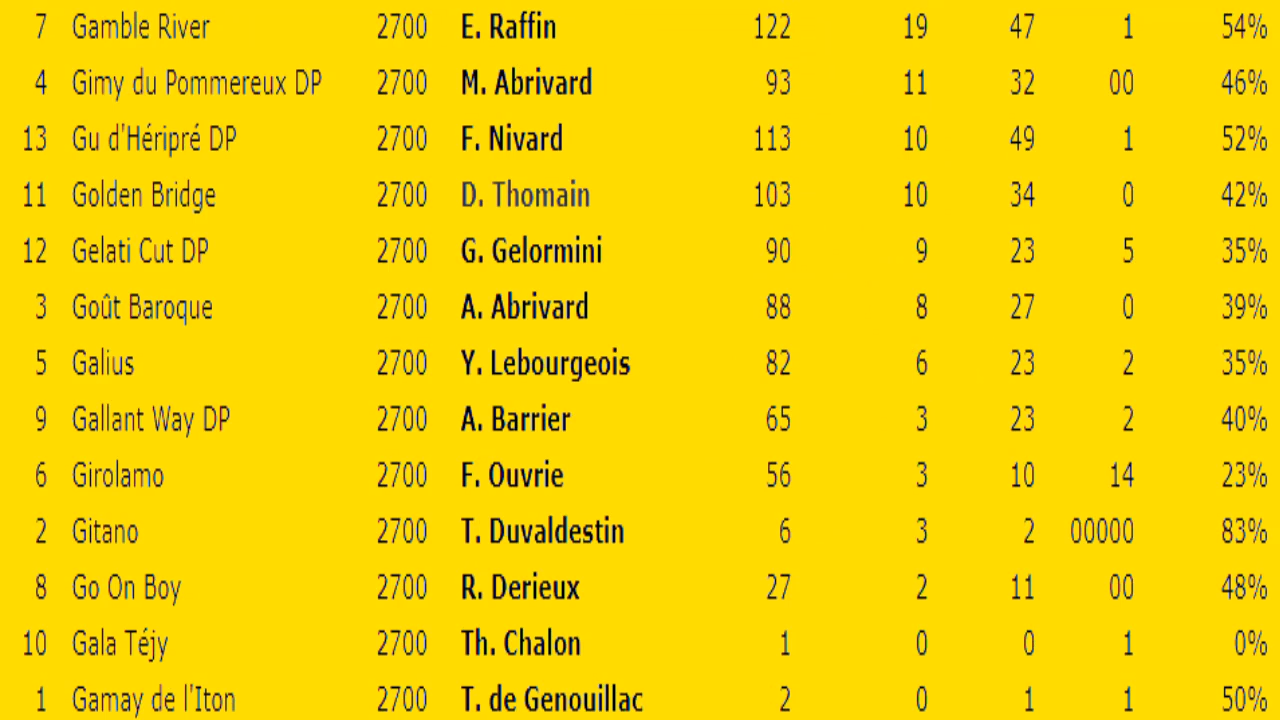 7 Gamble River 2700 E. Raffin 122 19 47 1 54%
4 Gimy du Pommereux DP 2700 M. Abrivard 93 11 32 00 46%
13 Gu d'Héripré DP 2700 F. Nivard 113 10 49 1 52%
11 Golden Bridge 2700 D. Thomain 103 10 34 0 42%
12 Gelati Cut DP 2700 G. Gelormini 90 9 23 5 35%
3 Goût Baroque 2700 A. Abrivard 88 8 27 0 39%
5 Galius 2700 Y. Lebourgeois 82 6 23 2 35%
9 Gallant Way DP 2700 A. Barrier 65 3 23 2 40%
6 Girolamo 2700 F. Ouvrie 56 3 10 14 23%
2 Gitano 2700 T. Duvaldestin 6 3 2 00000 83%
8 Go On Boy 2700 R. Derieux 27 2 11 00 48%
10 Gala Téjy 2700 Th. Chalon 1 0 0 1 0%
1 Gamay de l'Iton 2700 T. de Genouillac 2 0 1 1 50%